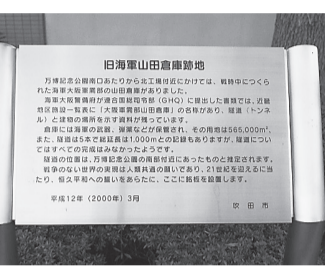 旧海軍山田倉庫跡地
万博記念公園南口あたりから北工場付近にかけては、戦時中につくら
れた海軍大阪軍需部の山田倉庫がありました。
海軍大阪警備府が連合国総司令部(GHQ)に提出した書類では、近畿
地区施設一覧表に「大阪軍需部山田倉庫」の名称があり、隧道(トンネ
ル)と建物の場所を示す資料が残っています。
倉庫には海軍の武器、弾薬などが保管され、その用地は565,000m²、
また、隧道は5本で総延長は1,000mとの記録もありますが、隧道につい
てはすべての完成はみなかったようです。
隧道の位置は、万博記念公園の南部付近にあったものと推定されます。
戦争のない世界の実現は人類共通の願いであり、21世紀を迎えるに当
たり、恒久平和への誓いをあらたに、ここに銘板を設置します。
平成12年(2000年)3月
吹田市